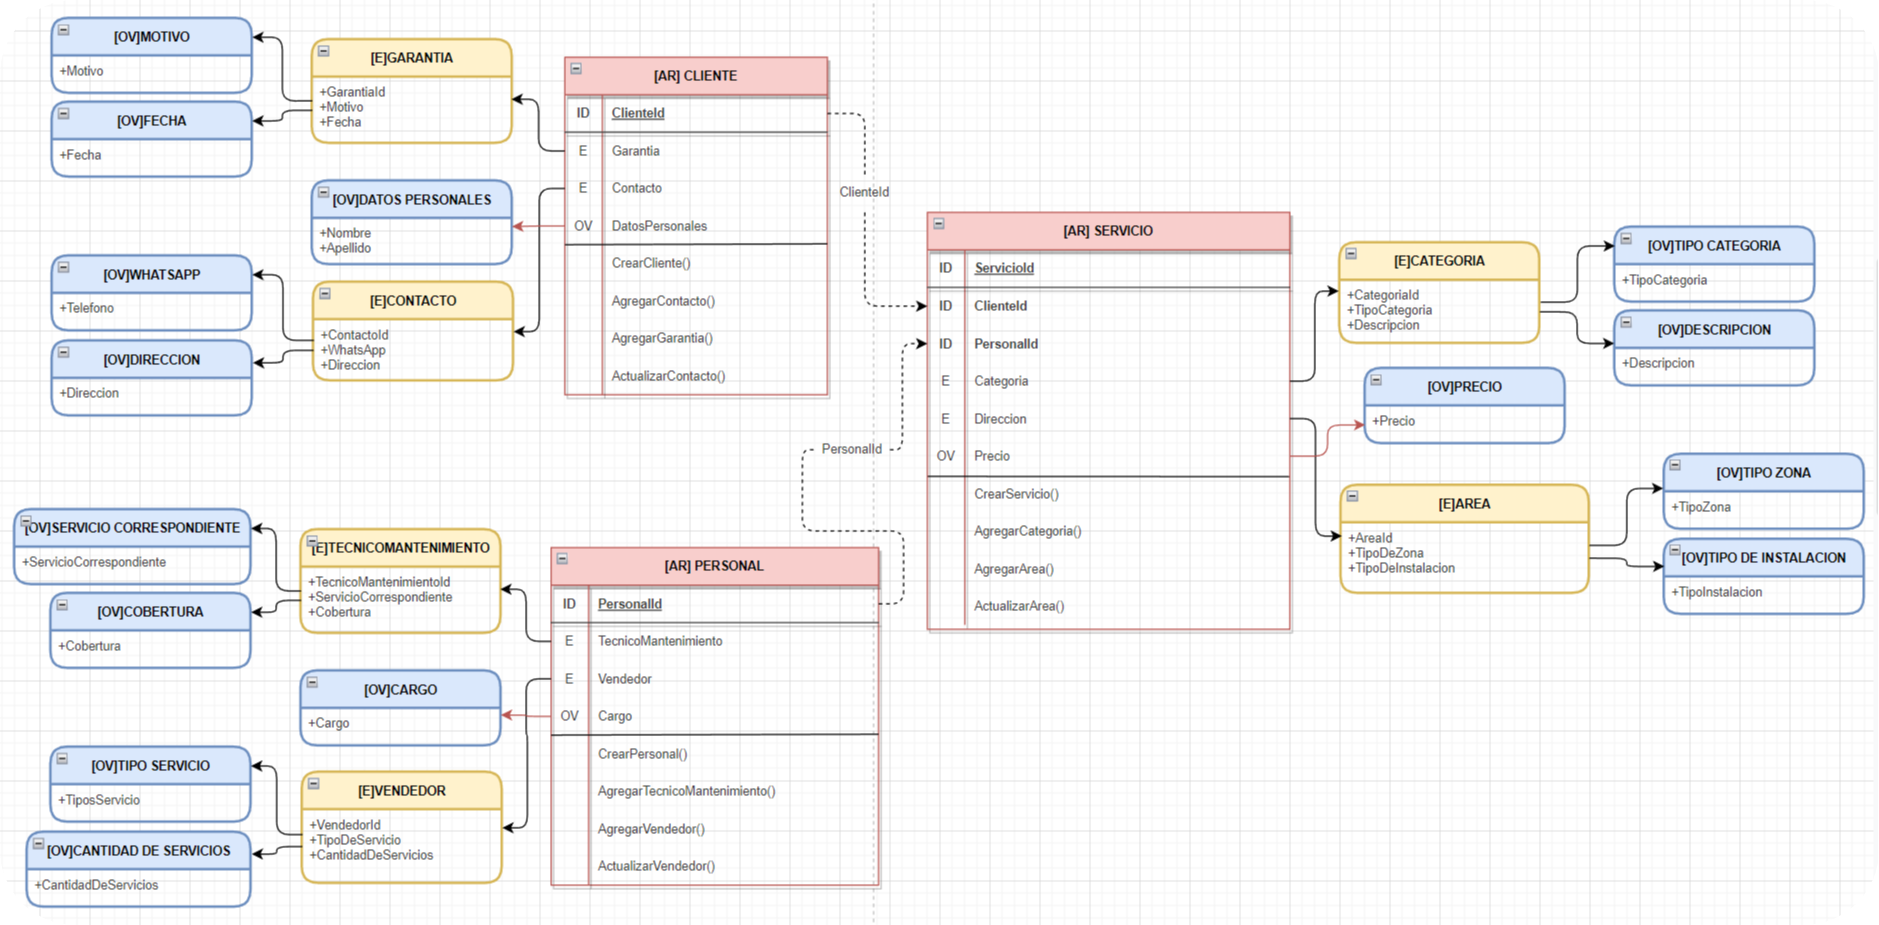 [OV]MOTIVO
+Motivo
[OV]FECHA
+Fecha
[E]GARANTIA
+GarantiaId
+Motivo
+Fecha
[OV]DATOS PERSONALES
+Nombre
+Apellido
[OV]WHATSAPP
+Telefono
[OV]DIRECCION
+Direccion
[E]CONTACTO
+ContactoId
+WhatsApp
+Direccion
[AR] CLIENTE
ID ClienteId
E Garantia
E Contacto
OV DatosPersonales
CrearCliente()
AgregarContacto()
AgregarGarantia()
ActualizarContacto()
ClienteId
PersonalId
[AR] SERVICIO
ID ServicioId
ID ClienteId
ID PersonalId
E Categoria
E Direccion
OV Precio
CrearServicio()
AgregarCategoria()
AgregarArea()
ActualizarArea()
[E]CATEGORIA
+CategoriaId
+TipoCategoria
+Descripcion
[OV]TIPO CATEGORIA
+TipoCategoria
[OV]DESCRIPCION
+Descripcion
[OV]PRECIO
+Precio
[E]AREA
+AreaId
+TipoDeZona
+TipoDeInstalacion
[OV]TIPO ZONA
+TipoZona
[OV]TIPO DE INSTALACION
+TipoInstalacion
[OV]SERVICIO CORRESPONDIENTE
+ServicioCorrespondiente
[OV]COBERTURA
+Cobertura
[E]TECNICOMANTENIMIENTO
+TecnicoMantenimientoId
+ServicioCorrespondiente
+Cobertura
[OV]CARGO
+Cargo
[OV]TIPO SERVICIO
+TiposServicio
[OV]CANTIDAD DE SERVICIOS
+CantidadDeServicios
[E]VENDEDOR
+VendedorId
+TipoDeServicio
+CantidadDeServicios
[AR] PERSONAL
ID PersonalId
E TecnicoMantenimiento
E Vendedor
OV Cargo
CrearPersonal()
AgregarTecnicoMantenimiento()
AgregarVendedor()
ActualizarVendedor()